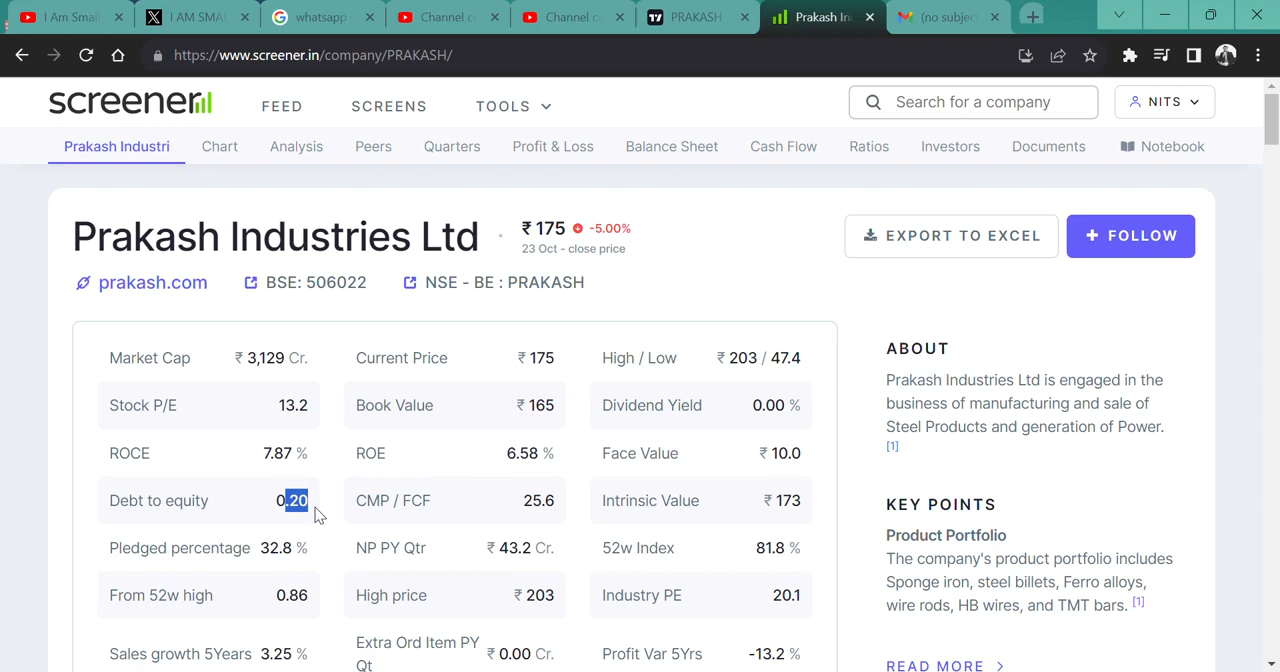 I Am Small
I AM SMAL
whatsapp
Channel c
Channel c
PRAKASH
Prakash In
(no subjec
https://www.screener.in/company/PRAKASH/
screener
FEED
SCREENS
TOOLS
Search for a company
NITS
Prakash Industri
Chart
Analysis
Peers
Quarters
Profit & Loss
Balance Sheet
Cash Flow
Ratios
Investors
Documents
Notebook
Prakash Industries Ltd
₹ 175 -5.00%
23 Oct - close price
EXPORT TO EXCEL
+ FOLLOW
prakash.com
BSE: 506022
NSE - BE : PRAKASH
Market Cap ₹ 3,129 Cr.
Current Price ₹ 175
High / Low ₹ 203 / 47.4
Stock P/E 13.2
Book Value ₹ 165
Dividend Yield 0.00 %
ROCE 7.87 %
ROE 6.58 %
Face Value ₹ 10.0
Debt to equity 0.20
CMP / FCF 25.6
Intrinsic Value ₹ 173
Pledged percentage 32.8 %
NP PY Qtr ₹ 43.2 Cr.
52w Index 81.8 %
From 52w high 0.86
High price ₹ 203
Industry PE 20.1
Sales growth 5Years 3.25 %
Extra Ord Item PY
Qt ₹ 0.00 Cr.
Profit Var 5Yrs -13.2 %
ABOUT
Prakash Industries Ltd is engaged in the
business of manufacturing and sale of
Steel Products and generation of Power.
[1]
KEY POINTS
Product Portfolio
The company's product portfolio includes
Sponge iron, steel billets, Ferro alloys,
wire rods, HB wires, and TMT bars. [1]
READ MORE >